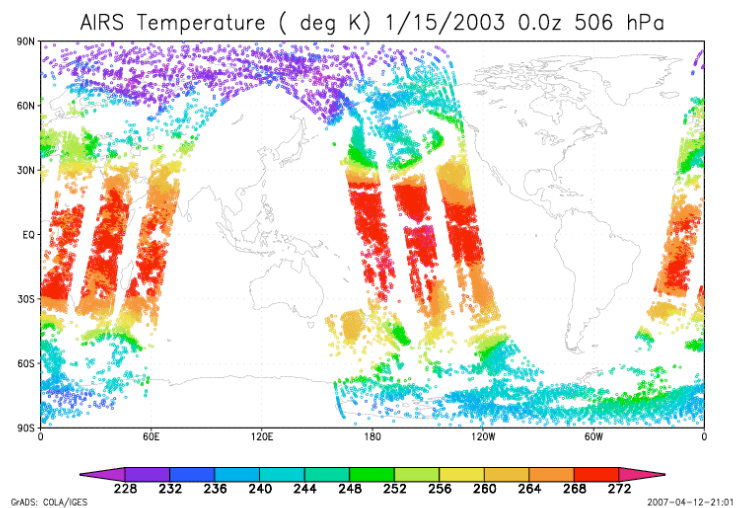 AIRS Temperature ( deg K) 1/15/2003 0.0z 506 hPa
90N
60N
30N
EQ
30S
60S
90S
0 60E 120E 180 120W 60W 0
228 232 236 240 244 248 252 256 260 264 268 272
GrADS: COLA/IGES 2007-04-12-21:01